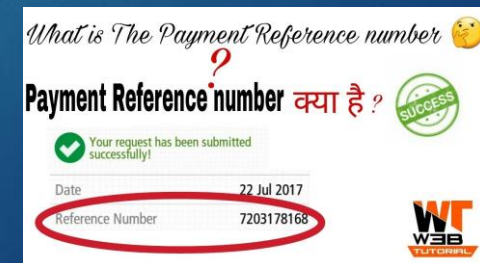 What is The Payment Reference number 🤔
?
Payment Reference number क्या है ?
SUCCESS
Your request has been submitted
successfully!
Date 22 Jul 2017
Reference Number 7203178168
WT
W3B
TUTORIAL